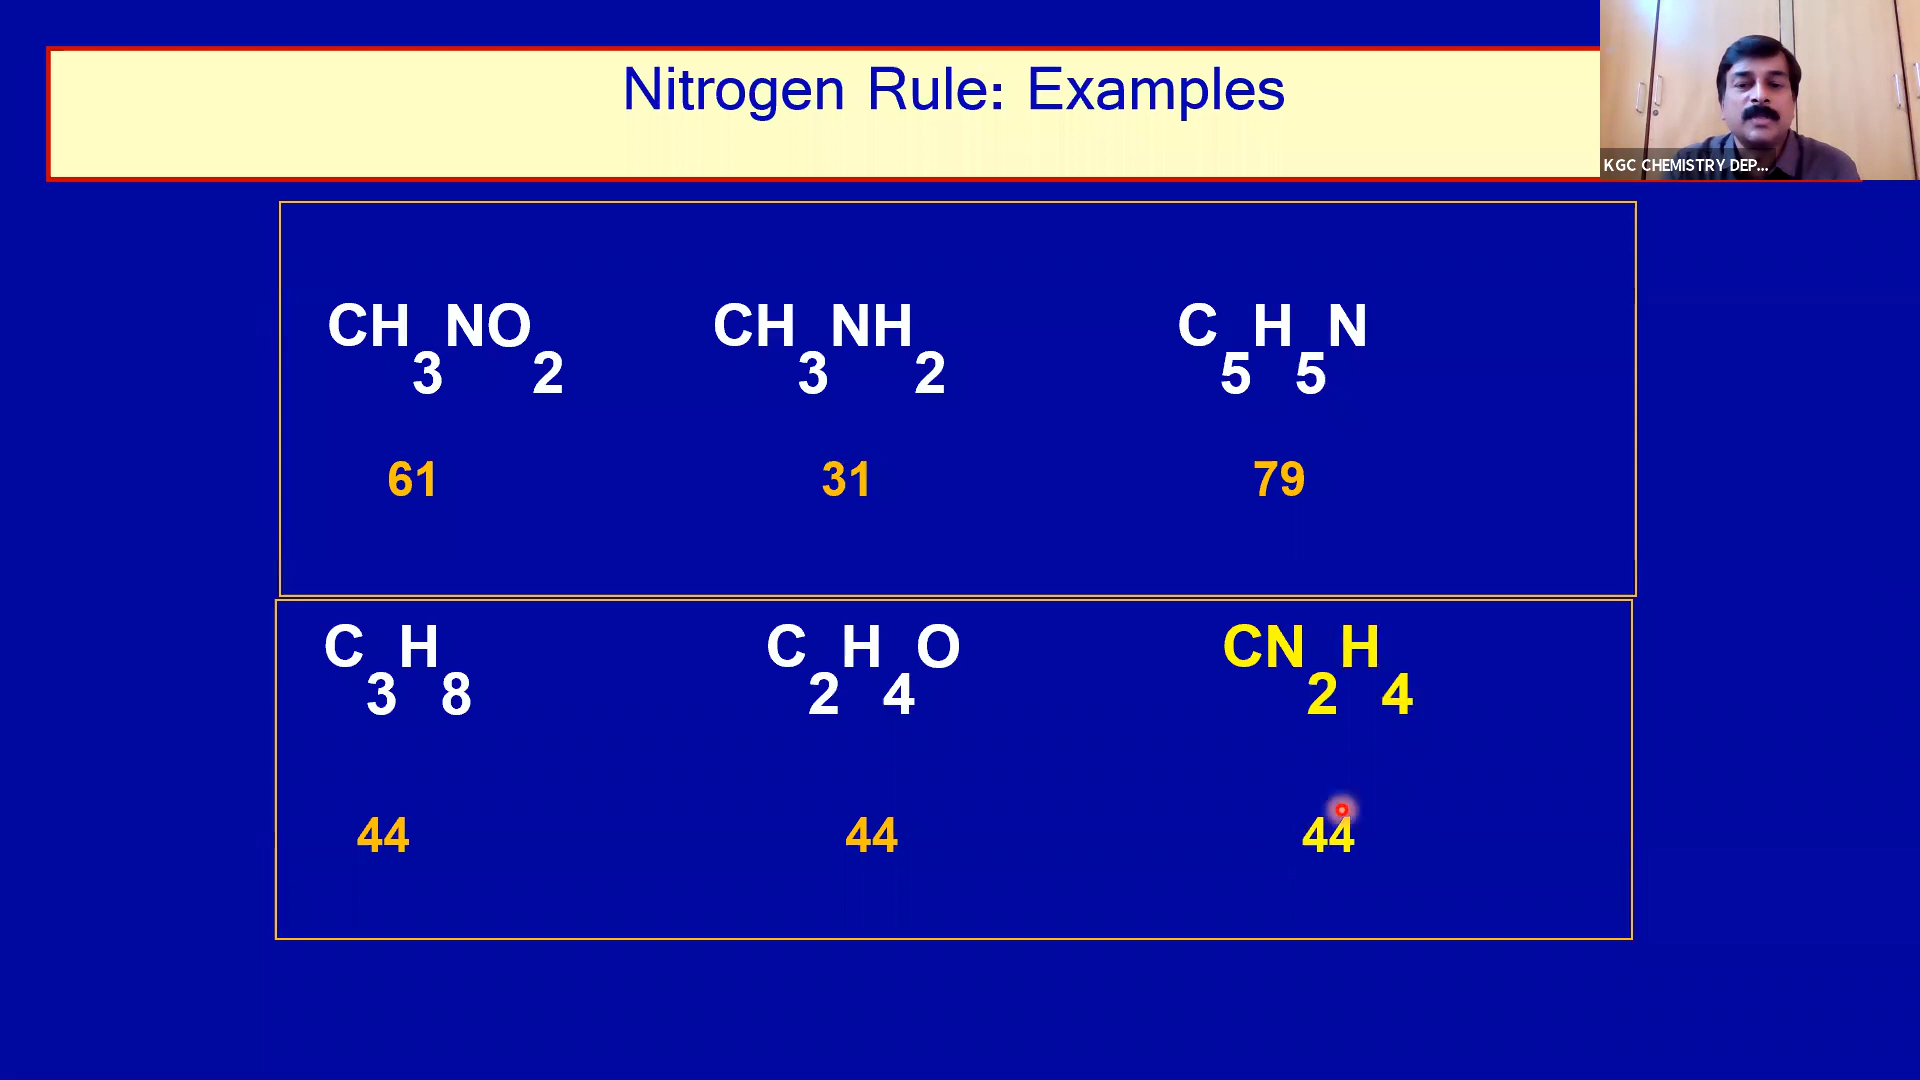 Nitrogen Rule: Examples
KGC CHEMISTRY DEP...
CH3NO2 CH3NH2 C5H5N
61 31 79
C3H8 C2H4O CN2H4
44 44 44